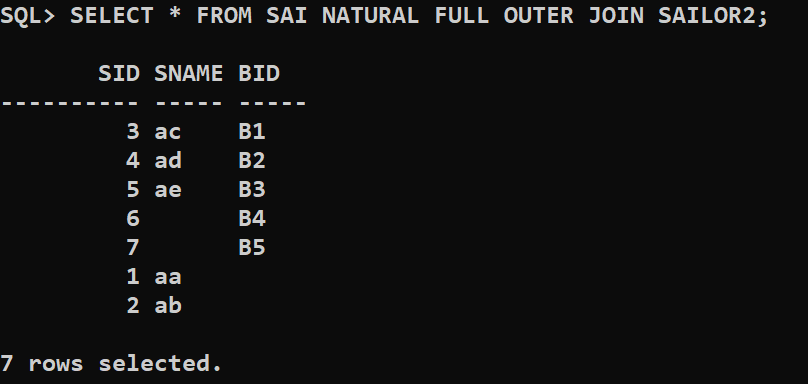 SQL> SELECT * FROM SAI NATURAL FULL OUTER JOIN SAILOR2;
SID SNAME BID
---------- ----- -----
3 ac B1
4 ad B2
5 ae B3
6 B4
7 B5
1 aa
2 ab
7 rows selected.